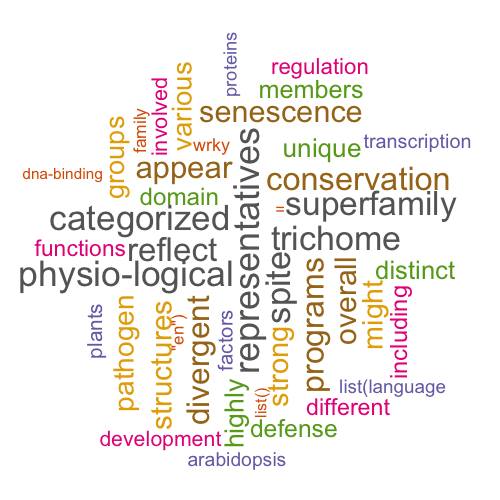 proteins
regulation
involved
various
members
senescence
family
groups
wrky
unique
transcription
dna-binding
appear
representatives
conservation
domain
=
superfamily
categorized
trichome
functions
reflect
physio-logical
spite
distinct
programs
overall
might
including
plants
pathogen
structures
"en")
divergent
factors
strong
list(language
list()
different
highly
defense
development
arabidopsis